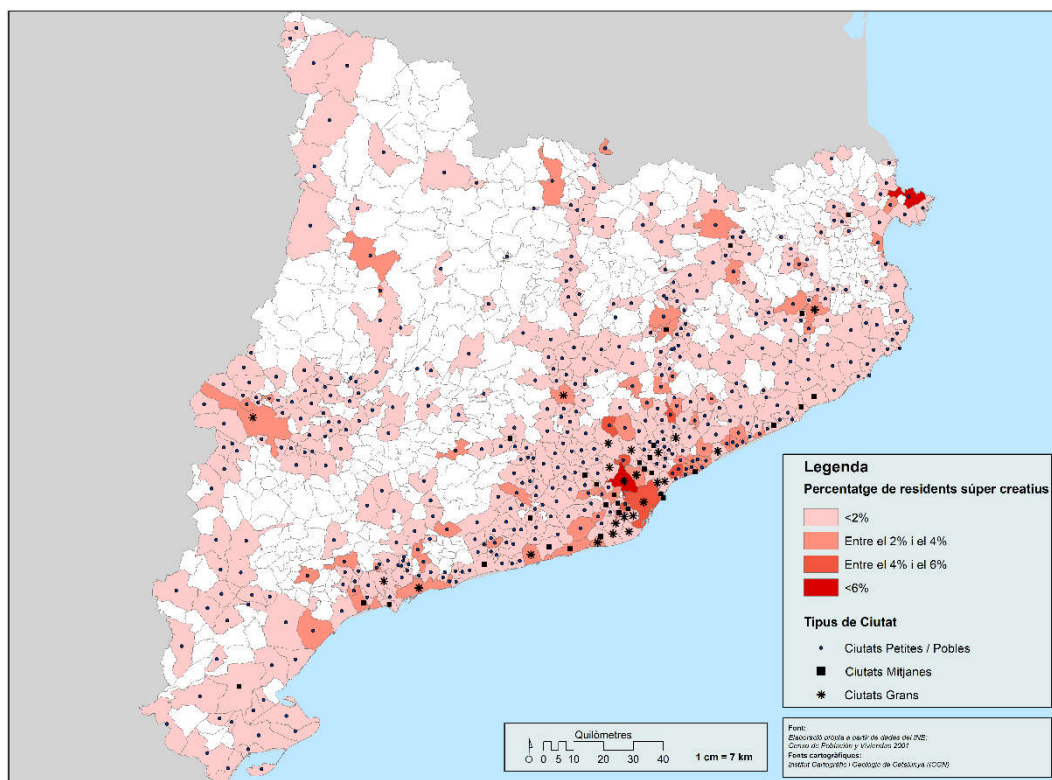 Legenda
Percentatge de residents súper creatius
<2%
Entre el 2% i el 4%
Entre el 4% i el 6%
<6%
Tipus de Ciutat
Ciutats Petites / Pobles
Ciutats Mitjanes
Ciutats Grans
Quilòmetres
0 5 10 20 30 40
1 cm = 7 km
Font:
Elaboració pròpia a partir de dades del INE:
Censo de Población y Viviendas 2001
Fonts cartogràfiques:
Institut Cartogràfic i Geològic de Catalunya (ICGN)